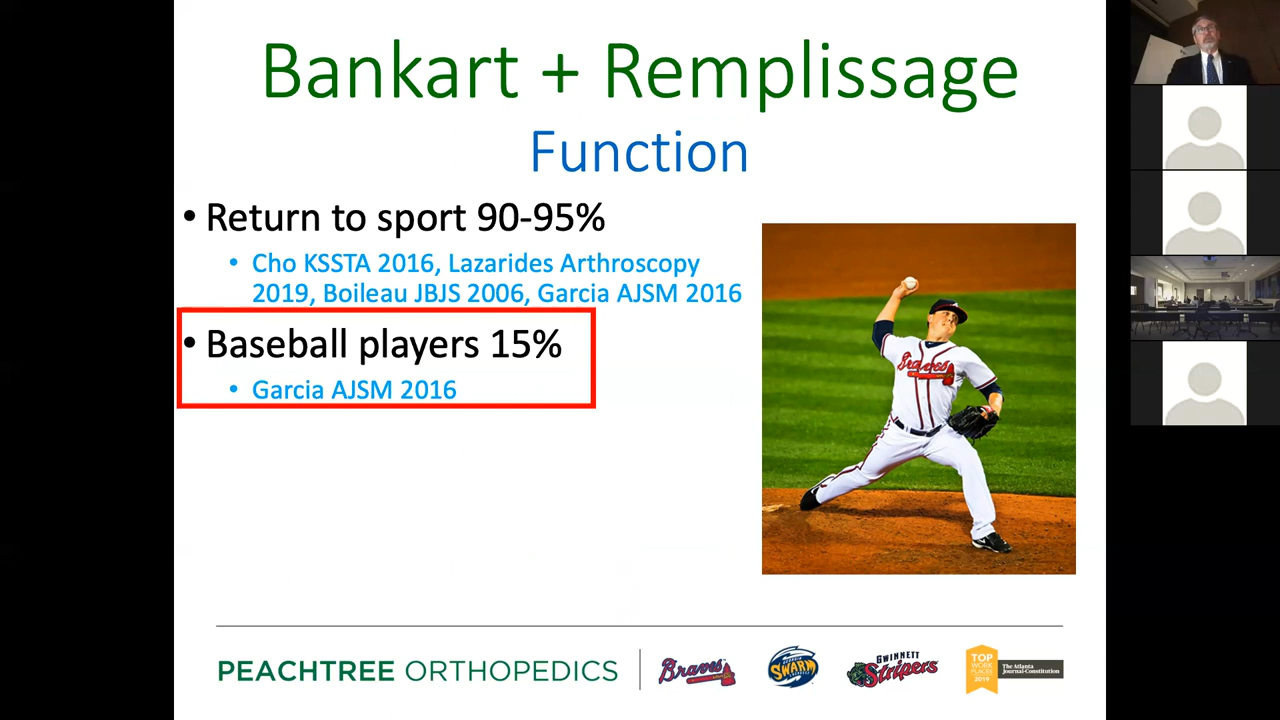 Bankart + Remplissage
Function
• Return to sport 90-95%
• Cho KSSTA 2016, Lazarides Arthroscopy
2019, Boileau JBJS 2006, Garcia AJSM 2016
• Baseball players 15%
• Garcia AJSM 2016
Braves
PEACHTREE ORTHOPEDICS
Braves
SWARM
GWINNETT
Stripers
TOP
WORK
PLACES
2019
The Atlanta
Journal-Constitution